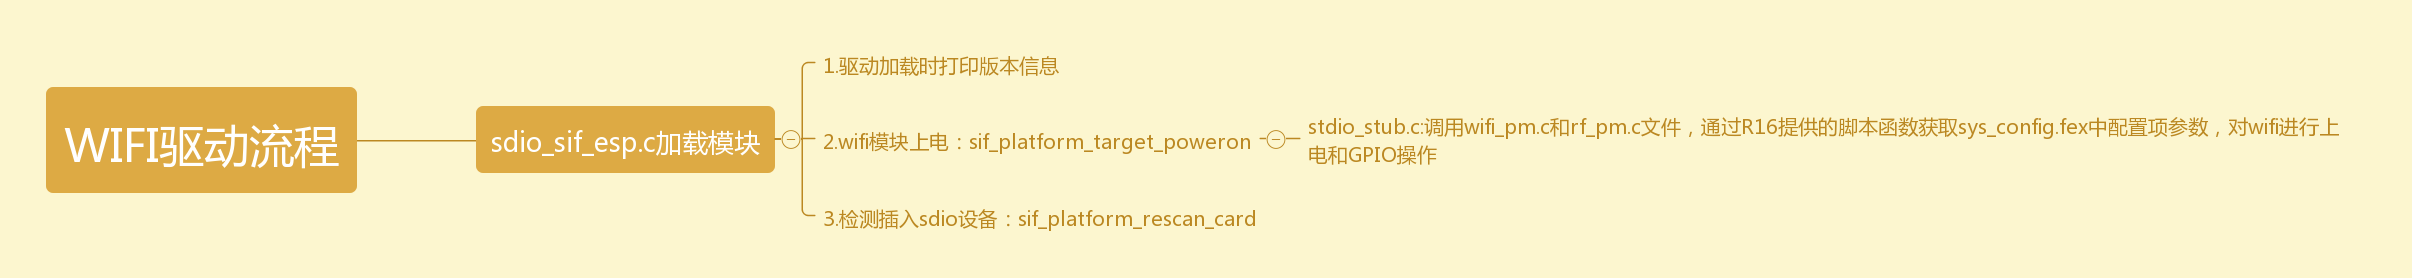 WIFI驱动流程
sdio_sif_esp.c加载模块
1.驱动加载时打印版本信息
2.wifi模块上电：sif_platform_target_poweron
stdio_stub.c:调用wifi_pm.c和rf_pm.c文件，通过R16提供的脚本函数获取sys_config.fex中配置项参数，对wifi进行上
电和GPIO操作
3.检测插入sdio设备：sif_platform_rescan_card